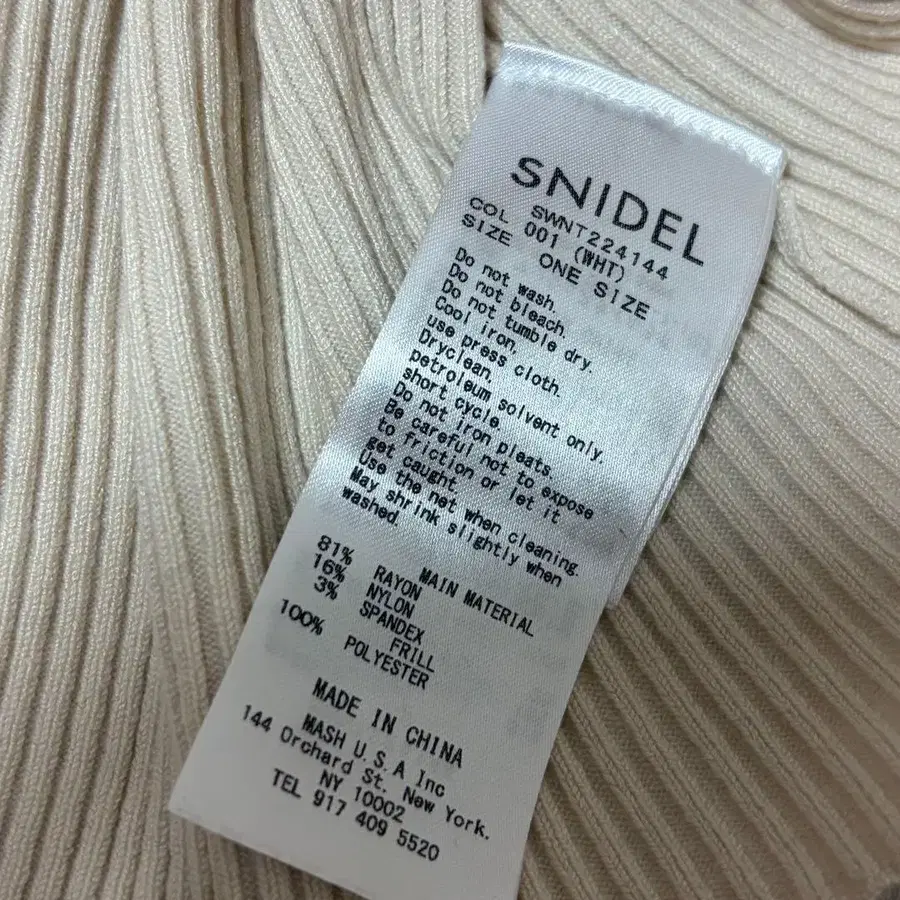 SNIDEL
SWNT224144
COL 001 (WHT)
SIZE ONE SIZE
Do not wash.
Do not bleach.
Do not tumble dry.
Cool iron,
use press cloth.
Dryclean,
petroleum solvent only.
short cycle.
Do not iron pleats.
Be careful not to expose
to friction or let it
get caught.
Use the net when cleaning.
May shrink slightly when
washed.
MAIN MATERIAL
81% RAYON
16% NYLON
3% SPANDEX
FRILL
100% POLYESTER
MADE IN CHINA
MASH U.S.A Inc
144 Orchard St. New York.
NY 10002
TEL 917 409 5520